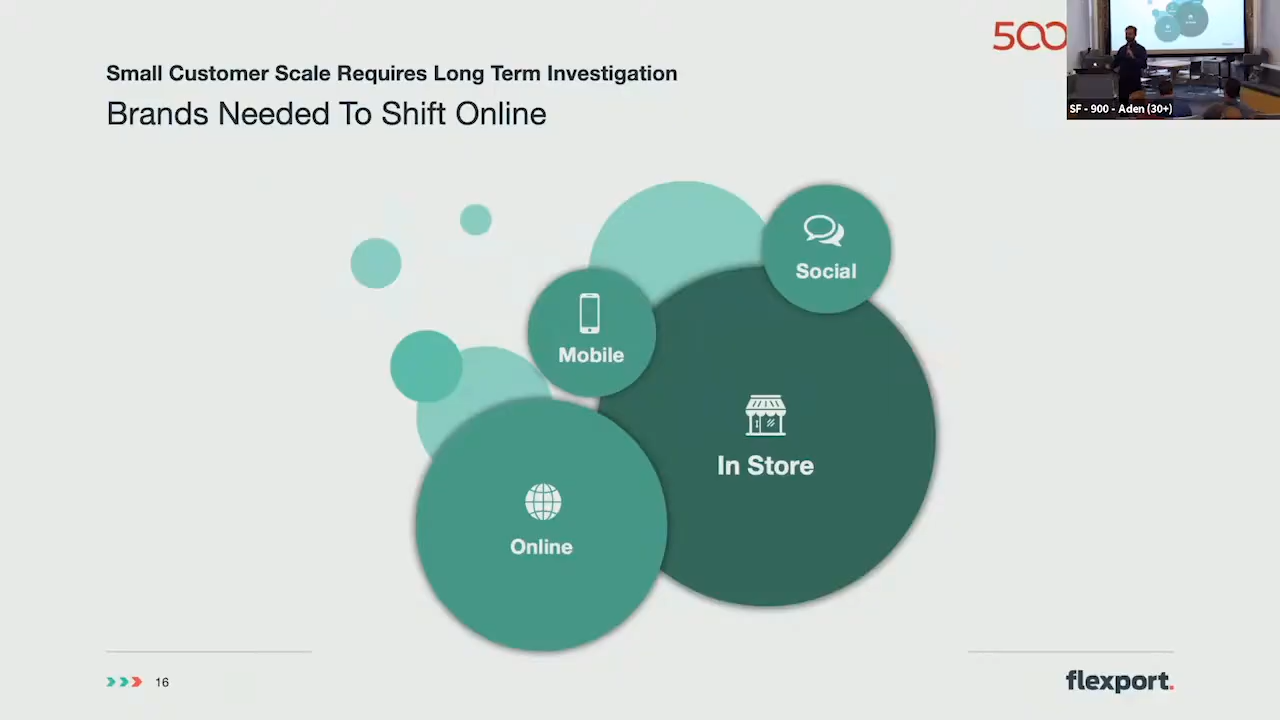 500
SF - 900 - Aden (30+)
Small Customer Scale Requires Long Term Investigation
Brands Needed To Shift Online
Social
Mobile
In Store
Online
16
flexport.